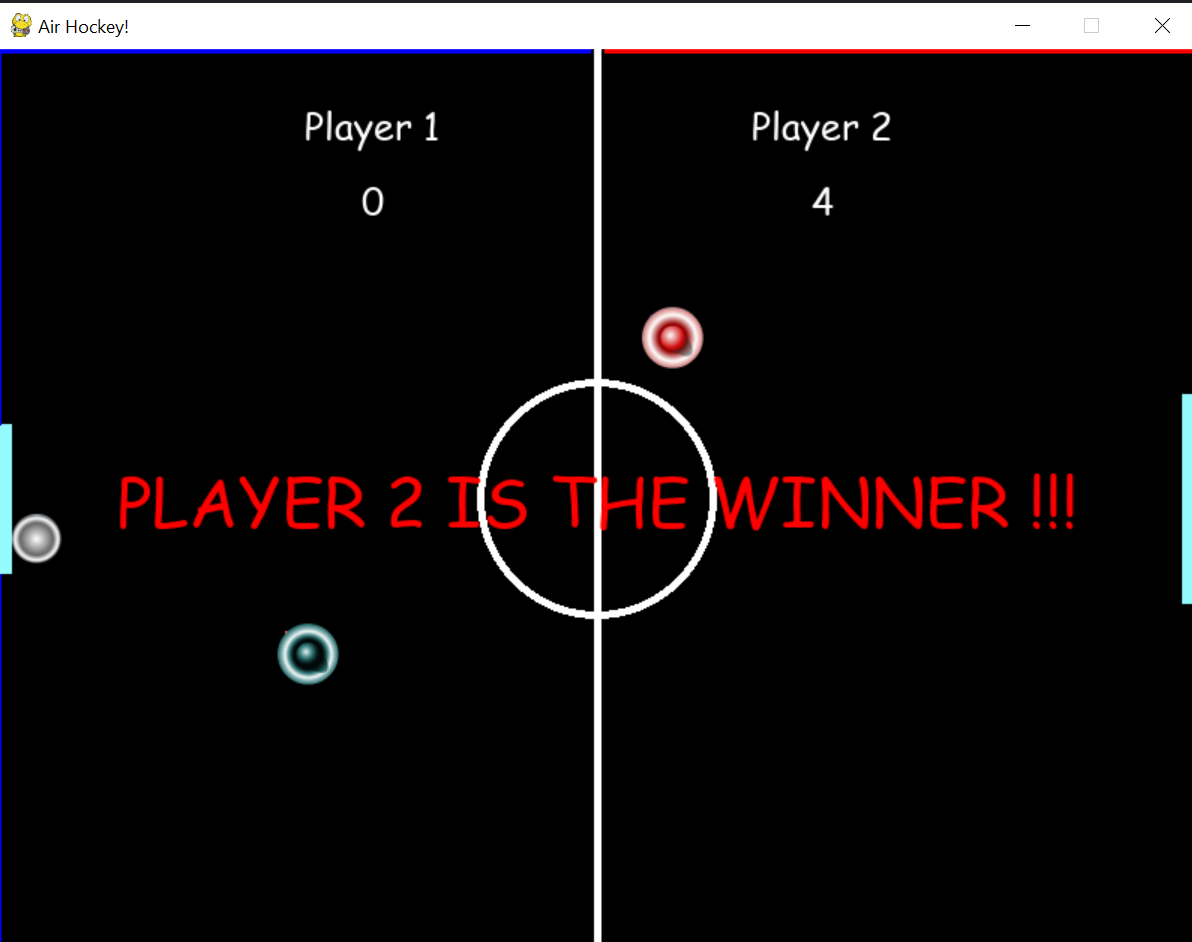 Air Hockey!
Player 1 Player 2
0 4
PLAYER 2 IS THE WINNER !!!